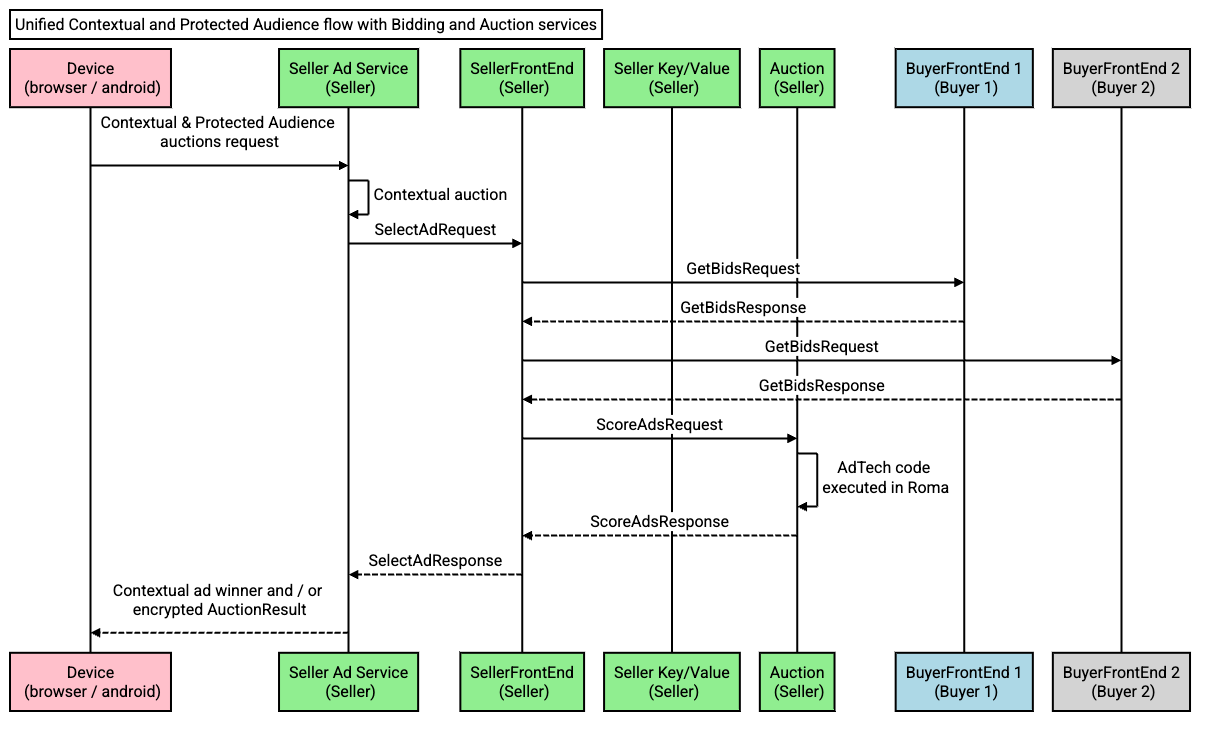 Unified Contextual and Protected Audience flow with Bidding and Auction services
Device
(browser / android)
Seller Ad Service
(Seller)
SellerFrontEnd
(Seller)
Seller Key/Value
(Seller)
Auction
(Seller)
BuyerFrontEnd 1
(Buyer 1)
BuyerFrontEnd 2
(Buyer 2)
Contextual & Protected Audience
auctions request
Contextual auction
SelectAdRequest
GetBidsRequest
GetBidsResponse
GetBidsRequest
GetBidsResponse
ScoreAdsRequest
AdTech code
executed in Roma
ScoreAdsResponse
SelectAdResponse
Contextual ad winner and / or
encrypted AuctionResult
Device
(browser / android)
Seller Ad Service
(Seller)
SellerFrontEnd
(Seller)
Seller Key/Value
(Seller)
Auction
(Seller)
BuyerFrontEnd 1
(Buyer 1)
BuyerFrontEnd 2
(Buyer 2)